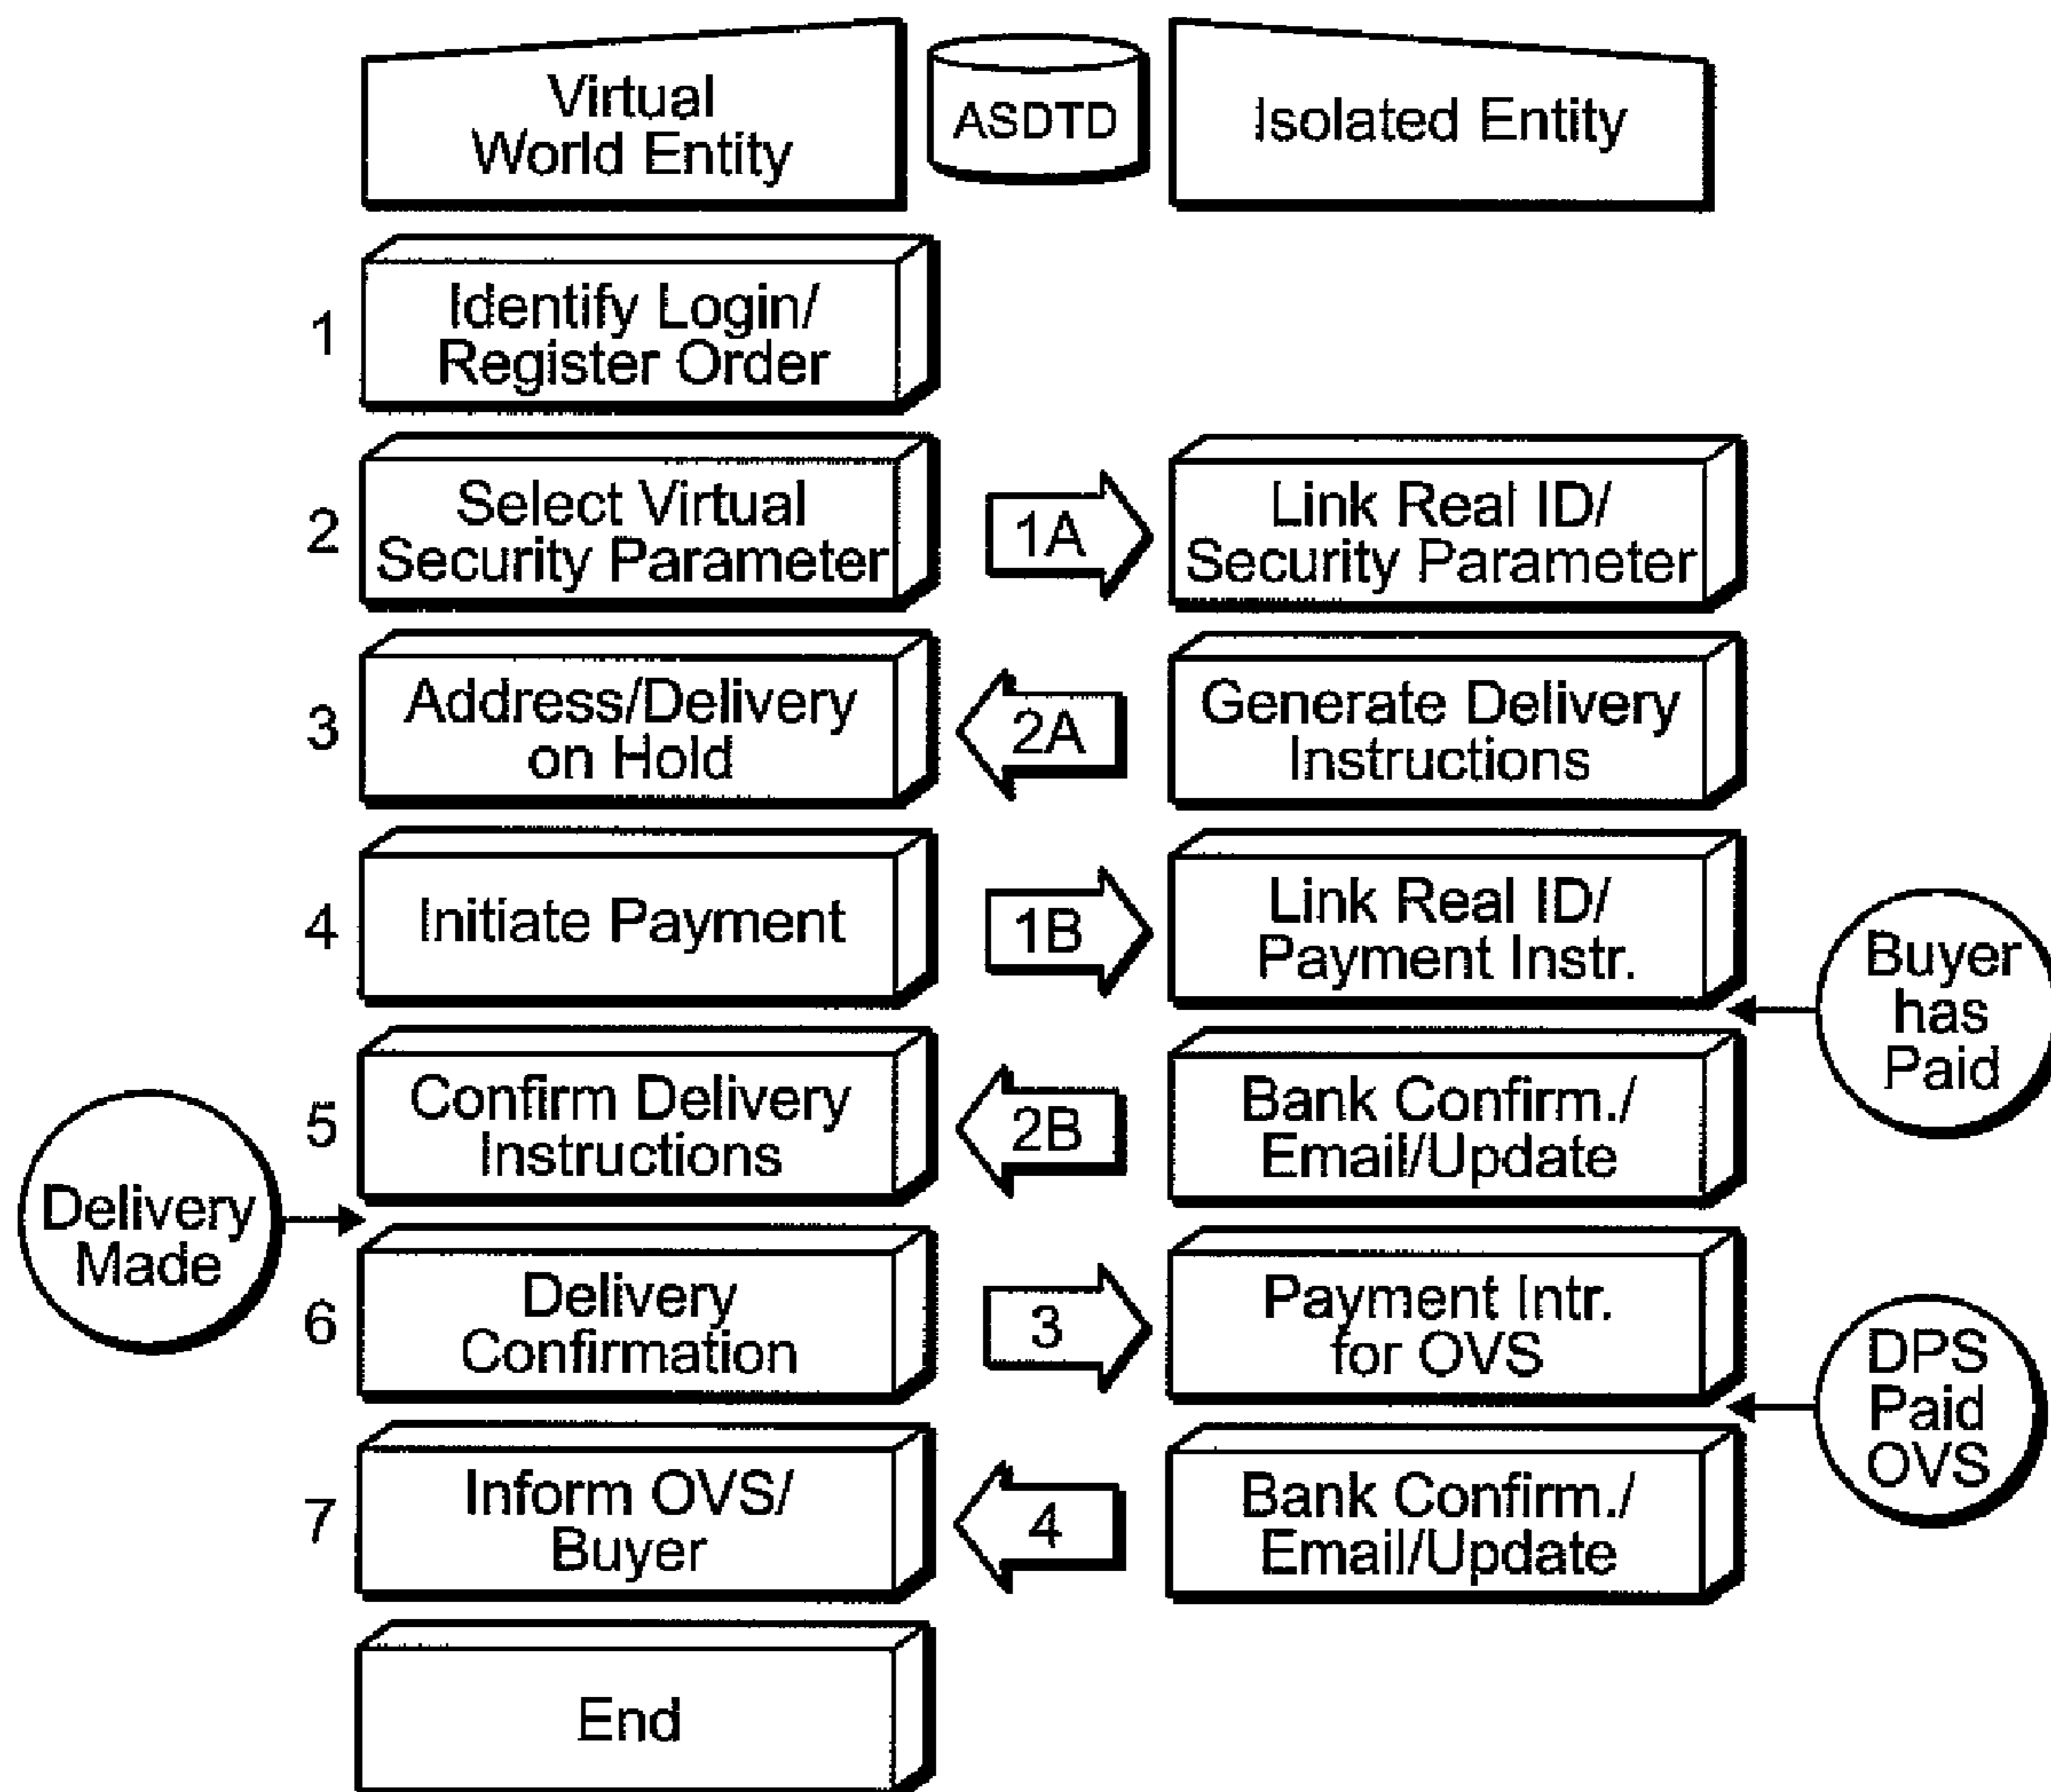 Virtual
World Entity
ASDTD
Isolated Entity
1
Identify Login/
Register Order
2
Select Virtual
Security Parameter
1A
Link Real ID/
Security Parameter
3
Address/Delivery
on Hold
2A
Generate Delivery
Instructions
4
Initiate Payment
1B
Link Real ID/
Payment Instr.
Buyer
has
Paid
5
Confirm Delivery
Instructions
2B
Bank Confirm./
Email/Update
Delivery
Made
6
Delivery
Confirmation
3
Payment Intr.
for OVS
DPS
Paid
OVS
7
Inform OVS/
Buyer
4
Bank Confirm./
Email/Update
End